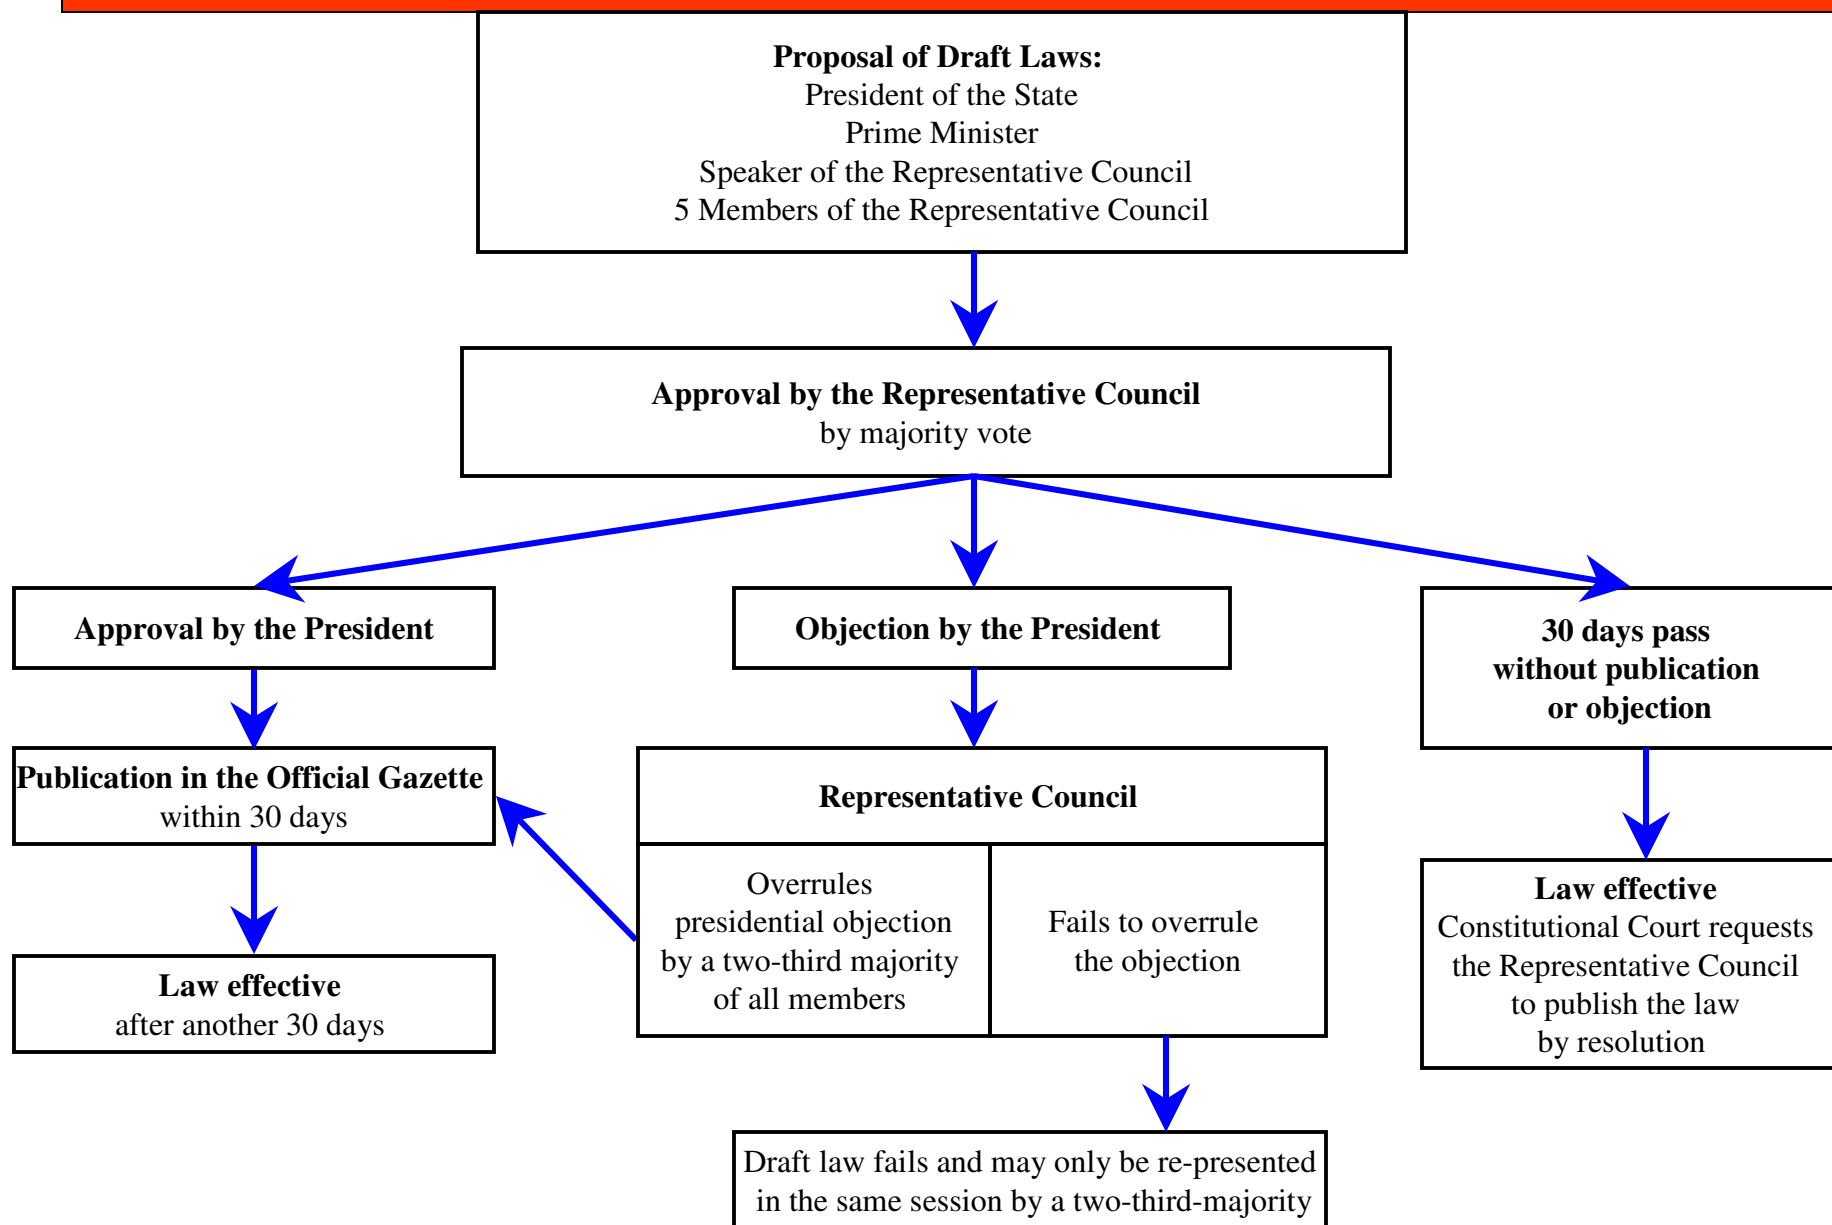 Proposal of Draft Laws:
President of the State
Prime Minister
Speaker of the Representative Council
5 Members of the Representative Council
Approval by the Representative Council
by majority vote
Approval by the President
Objection by the President
30 days pass
without publication
or objection
Publication in the Official Gazette
within 30 days
Representative Council
Overrules
presidential objection
by a two-third majority
of all members
Fails to overrule
the objection
Law effective
Constitutional Court requests
the Representative Council
to publish the law
by resolution
Law effective
after another 30 days
Draft law fails and may only be re-presented
in the same session by a two-third-majority